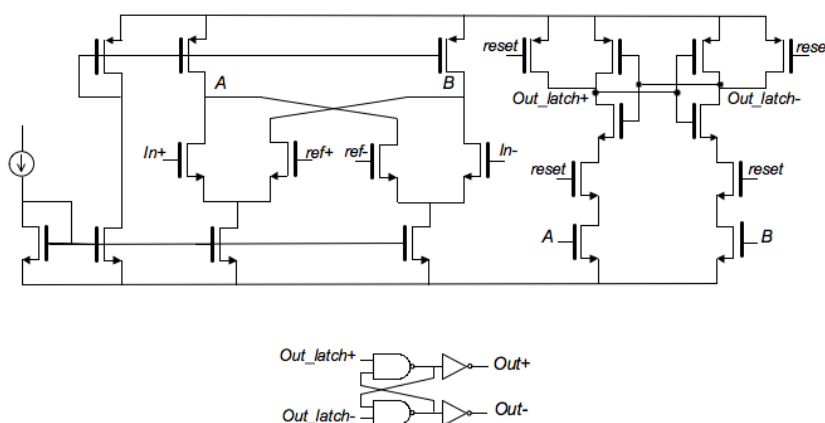 reset
reset
A
B
Out_latch+
Out_latch-
In+
ref+
ref-
In-
reset
reset
A
B
Out_latch+
Out+
Out_latch-
Out-